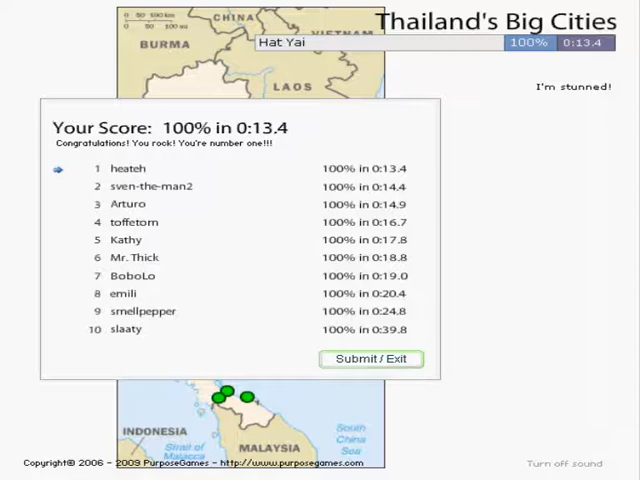 Thailand's Big Cities
Hat Yai 100% 0:13.4
I'm stunned!
CHINA
BURMA
VIETNAM
LAOS
Your Score: 100% in 0:13.4
Congratulations! You rock! You're number one!!!
1 heateh 100% in 0:13.4
2 sven-the-man2 100% in 0:14.4
3 Arturo 100% in 0:14.9
4 toffetorn 100% in 0:16.7
5 Kathy 100% in 0:17.8
6 Mr. Thick 100% in 0:18.8
7 BoboLo 100% in 0:19.0
8 emili 100% in 0:20.4
9 smellpepper 100% in 0:24.8
10 slaaty 100% in 0:39.8
Submit / Exit
INDONESIA
Strait of
Malacca
MALAYSIA
South
China
Sea
Copyright® 2006 - 2009 PurposeGames - http://www.purposegames.com
Turn off sound